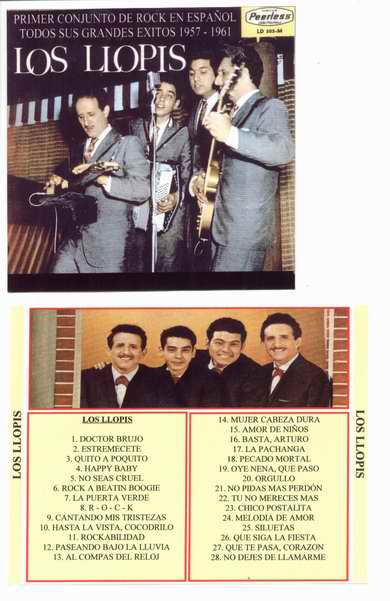 PRIMER CONJUNTO DE ROCK EN ESPAÑOL
TODOS SUS GRANDES EXITOS 1957 - 1961
LOS LLOPIS
Peerless
LD 505-M
LOS LLOPIS
LOS LLOPIS
1. DOCTOR BRUJO
2. ESTREMECETE
3. QUITO A POQUITO
4. HAPPY BABY
5. NO SEAS CRUEL
6. ROCK A BEATIN BOOGIE
7. LA PUERTA VERDE
8. R - O - C - K
9. CANTANDO MIS TRISTEZAS
10. HASTA LA VISTA, COCODRILO
11. ROCKABILIDAD
12. PASEANDO BAJO LA LLUVIA
13. AL COMPAS DEL RELOJ
14. MUJER CABEZA DURA
15. AMOR DE NIÑOS
16. BASTA, ARTURO
17. LA PACHANGA
18. PECADO MORTAL
19. OYE NENA, QUE PASO
20. ORGULLO
21. NO PIDAS MAS PERDÓN
22. TU NO MERECES MAS
23. CHICO POSTALITA
24. MELODIA DE AMOR
25. SILUETAS
26. QUE SIGA LA FIESTA
27. QUE TE PASA, CORAZON
28. NO DEJES DE LLAMARME
LOS LLOPIS